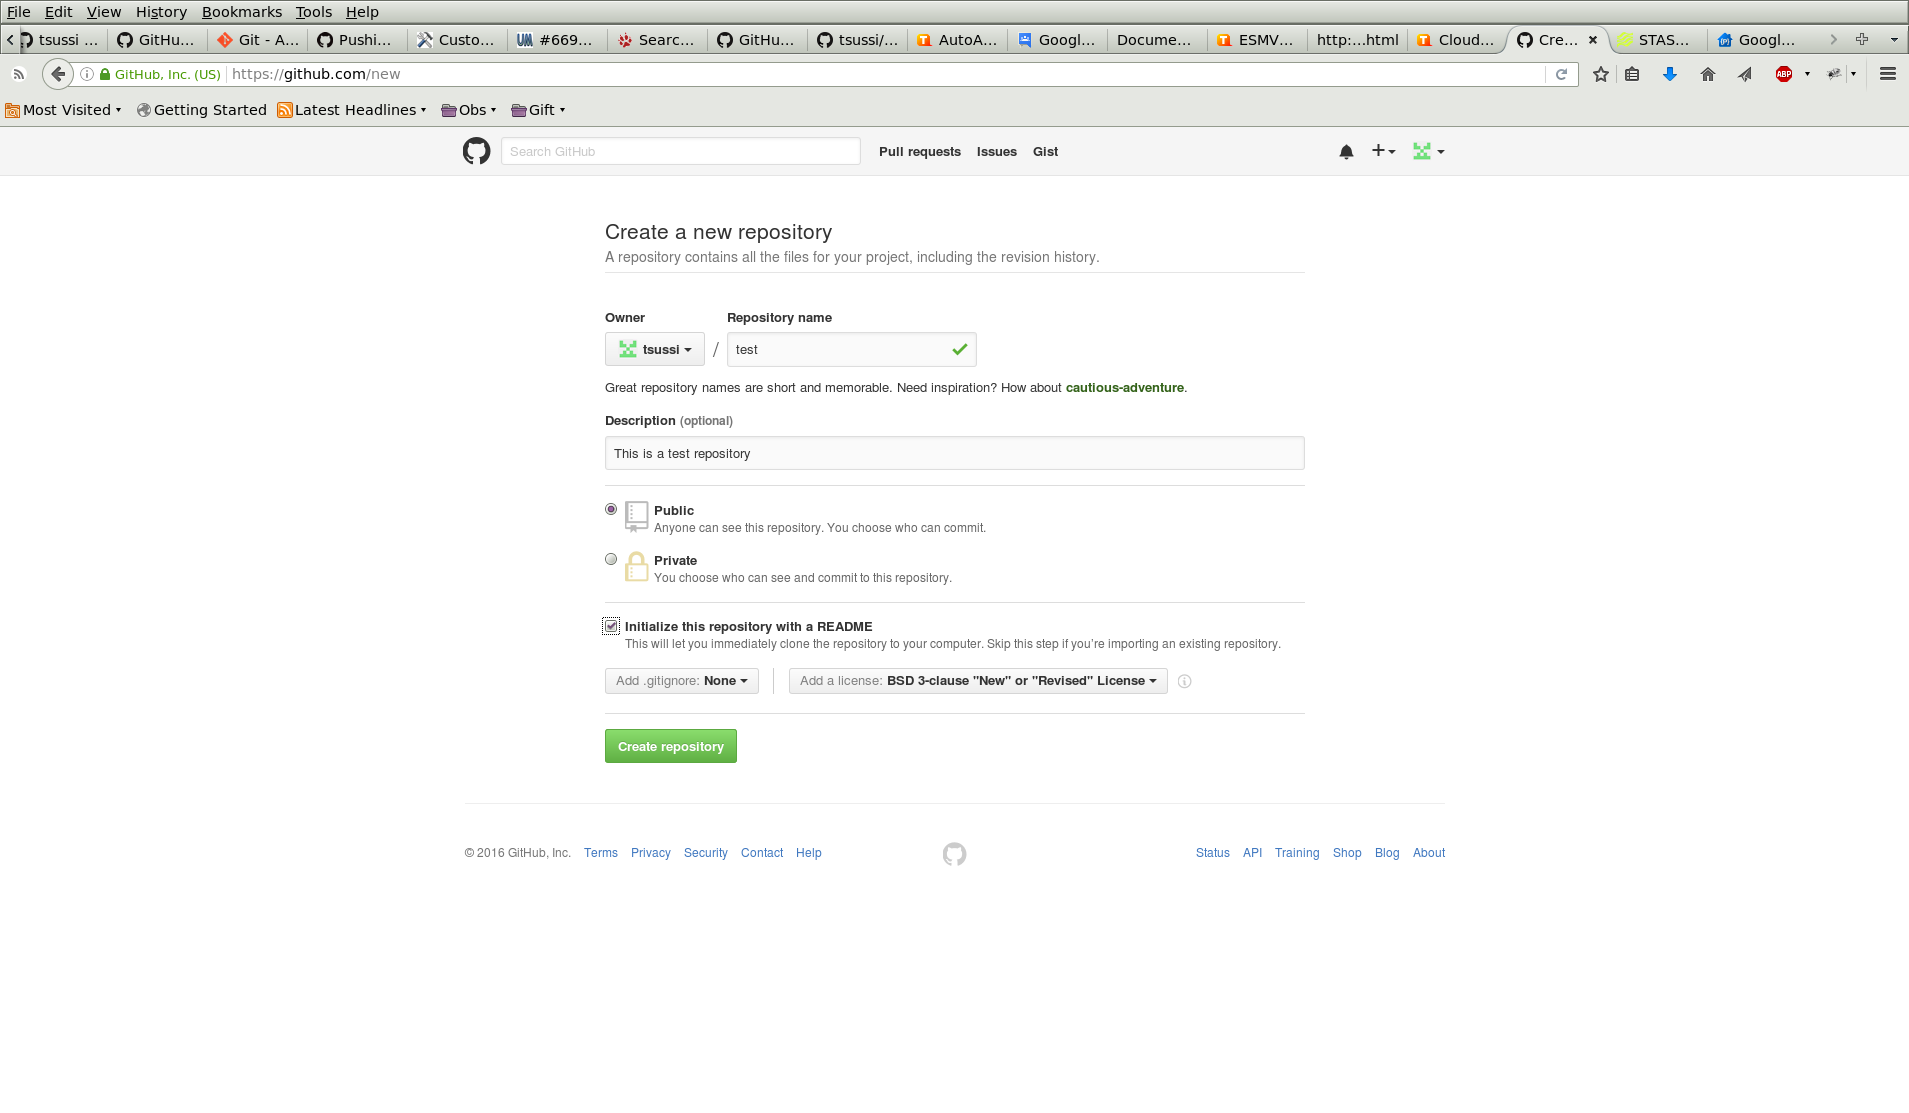 File Edit View History Bookmarks Tools Help
tsussi ... GitHu... Git - A... Pushi... Custo... #669... Searc... GitHu... tsussi/... AutoA... Googl... Docume... ESMV... http:...html Cloud... Cre... STAS... Googl...
GitHub, Inc. (US) https://github.com/new ABP
Most Visited Getting Started Latest Headlines Obs Gift
Search GitHub Pull requests Issues Gist
Create a new repository
A repository contains all the files for your project, including the revision history.
Owner Repository name
tsussi / test
Great repository names are short and memorable. Need inspiration? How about cautious-adventure.
Description (optional)
This is a test repository
Public
Anyone can see this repository. You choose who can commit.
Private
You choose who can see and commit to this repository.
Initialize this repository with a README
This will let you immediately clone the repository to your computer. Skip this step if you’re importing an existing repository.
Add .gitignore: None Add a license: BSD 3-clause "New" or "Revised" License
Create repository
© 2016 GitHub, Inc. Terms Privacy Security Contact Help Status API Training Shop Blog About